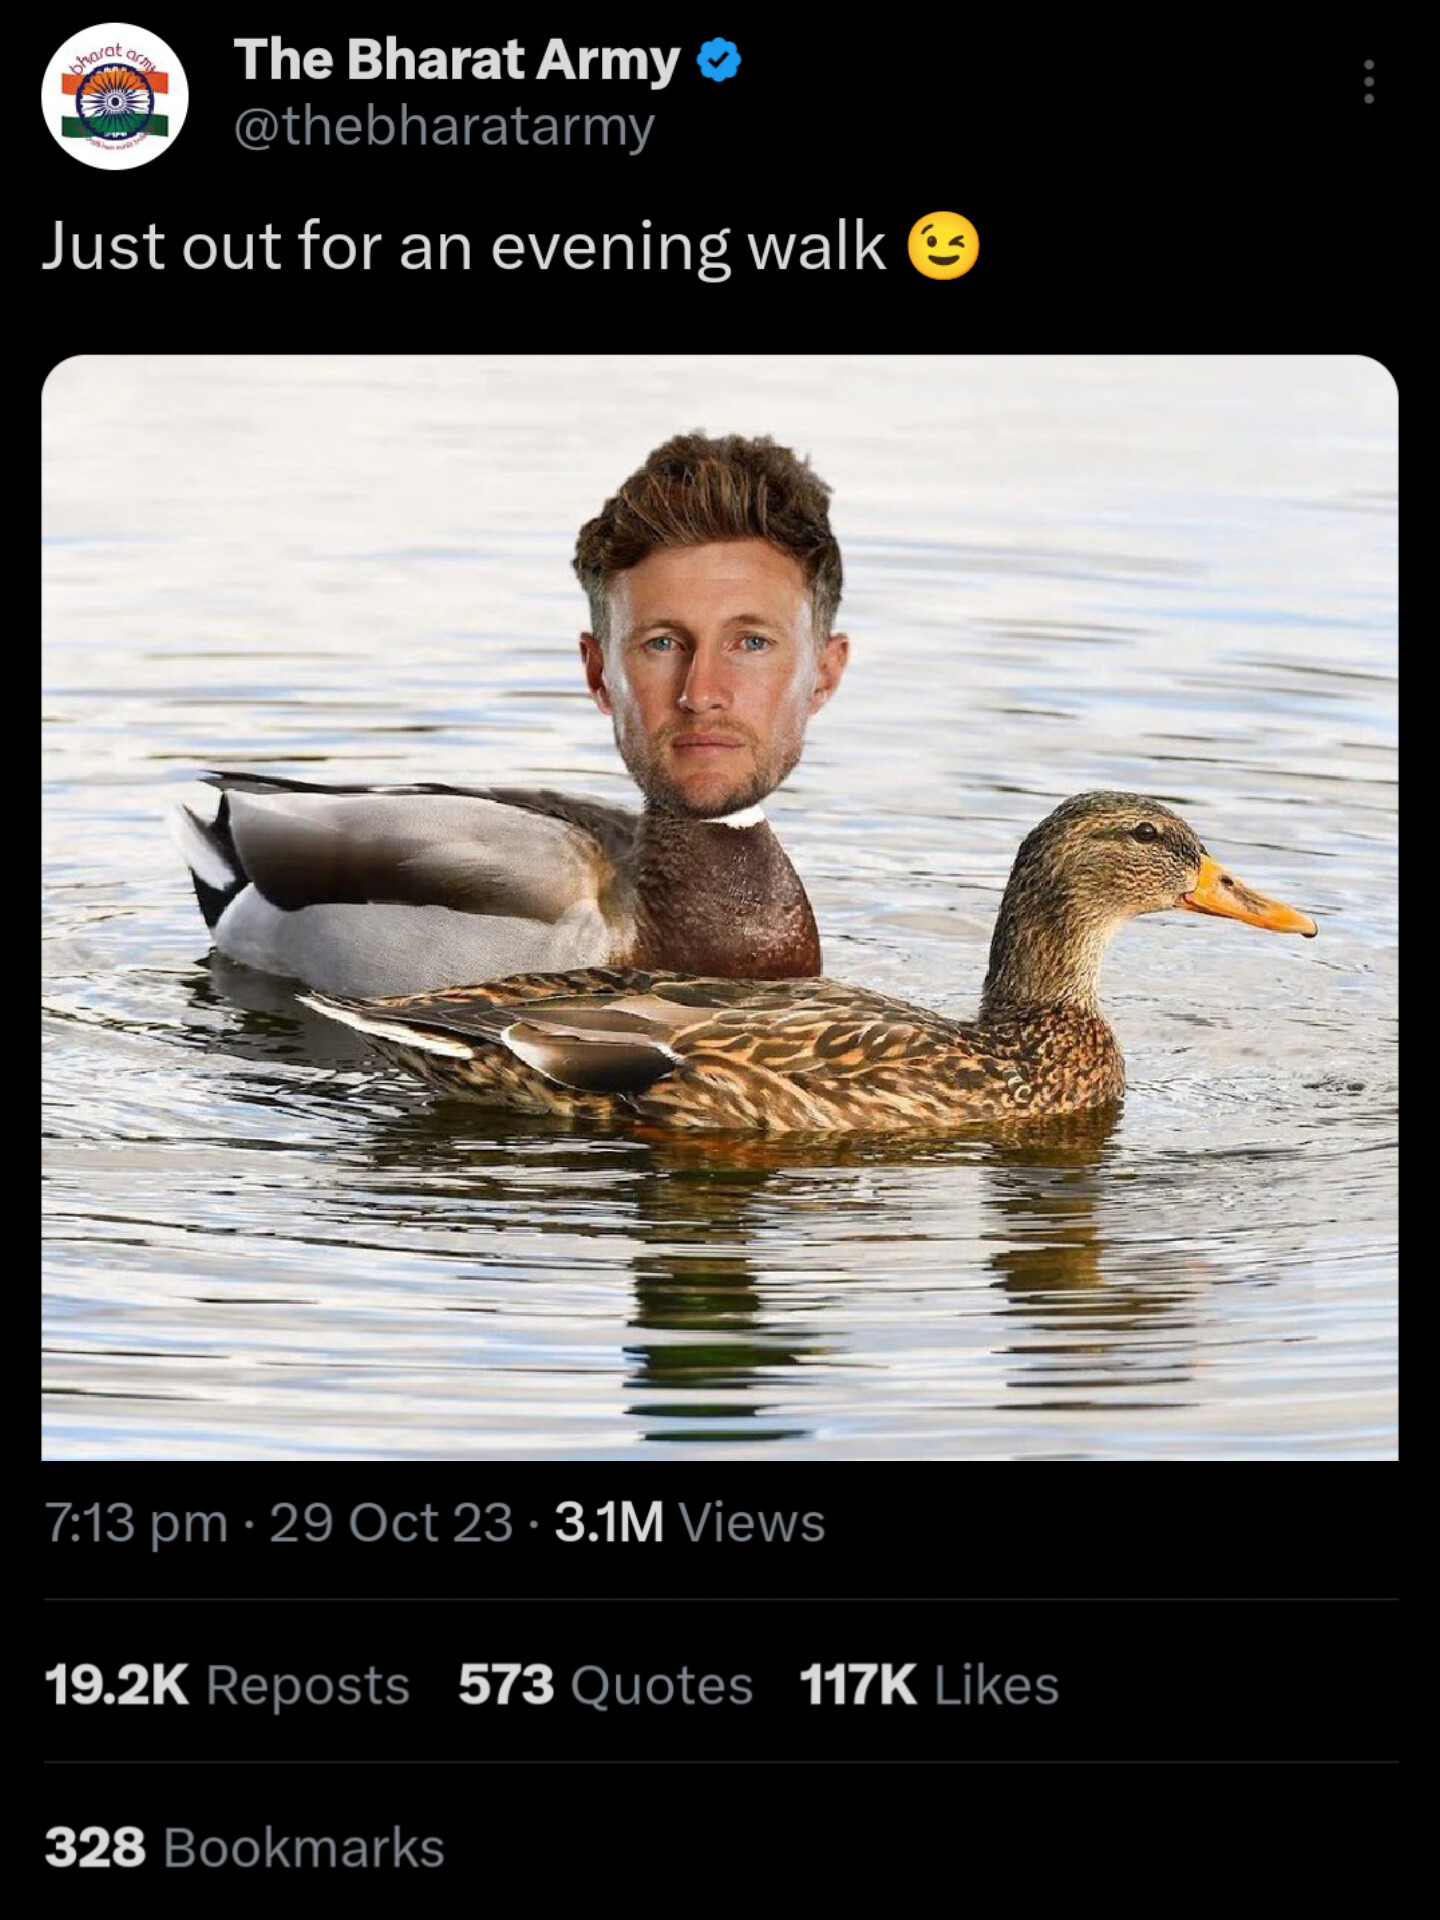 bharat army
The Bharat Army
@thebharatarmy
Just out for an evening walk 😉
7:13 pm · 29 Oct 23 · 3.1M Views
19.2K Reposts 573 Quotes 117K Likes
328 Bookmarks